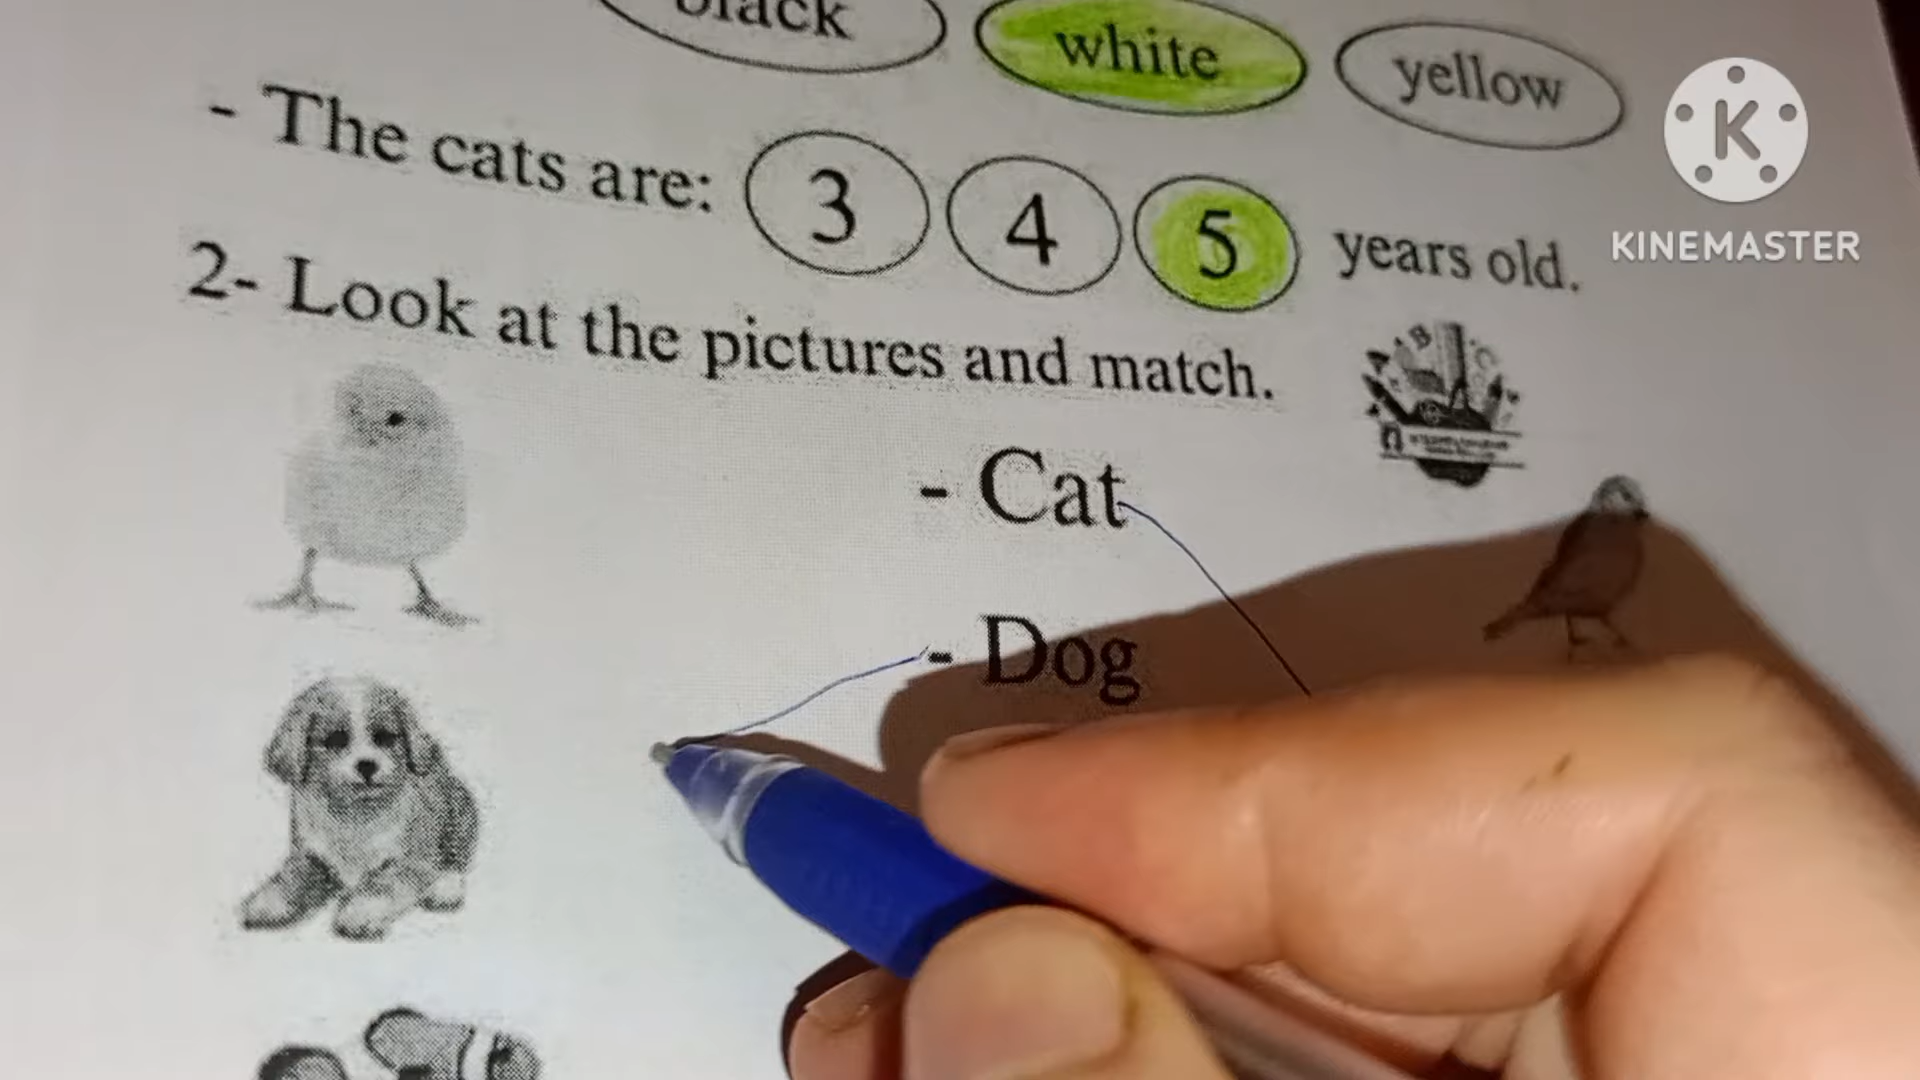 black white yellow
- The cats are: 3 4 5 years old.
2- Look at the pictures and match.
- Cat
- Dog
K
KINEMASTER